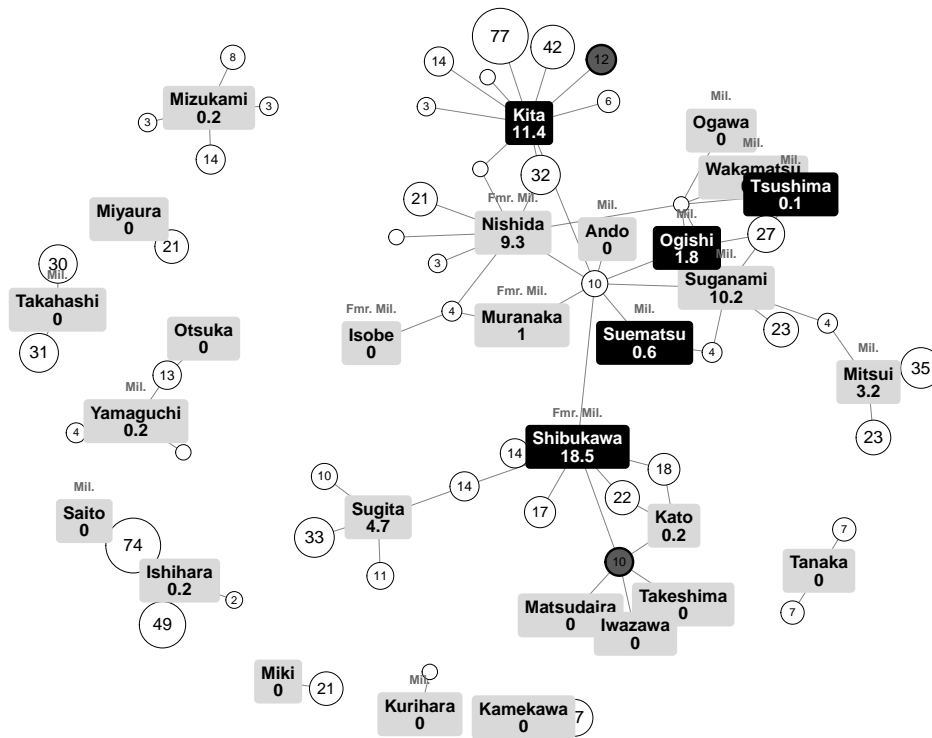 77
42
12
8
14
Mizukami
0.2
3
3
14
3
Kita
11.4
6
Mil.
Ogawa
0
Mil.
Wakamatsu
Mil.
Tsushima
0.1
32
21
Fmr. Mil.
Nishida
9.3
3
Mil.
Ando
0
Mil.
Ogishi
1.8
27
Miyaura
0
21
30
Mil.
Takahashi
0
31
10
Mil.
Suganami
10.2
23
4
Fmr. Mil.
Isobe
0
4
Fmr. Mil.
Muranaka
1
Mil.
Suematsu
0.6
4
Otsuka
0
13
Mil.
Yamaguchi
0.2
4
Mil.
Mitsui
3.2
35
23
Fmr. Mil.
Shibukawa
18.5
14
14
18
22
17
10
Sugita
4.7
33
11
Kato
0.2
Mil.
Saito
0
74
Ishihara
0.2
2
49
10
Matsudaira
0
Iwazawa
0
Takeshima
0
7
Tanaka
0
7
Miki
0
21
Mil.
Kurihara
0
Kamekawa
0
7